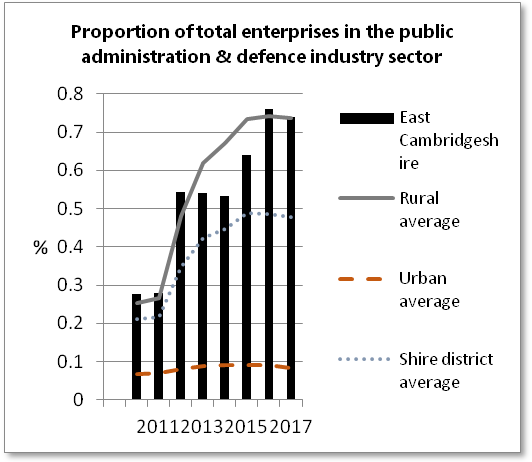 Proportion of total enterprises in the public
administration & defence industry sector
0.8
0.7
0.6
0.5
0.4
0.3
0.2
0.1
0
%
2011 2013 2015 2017
East
Cambridgesh
ire
Rural
average
Urban
average
Shire district
average